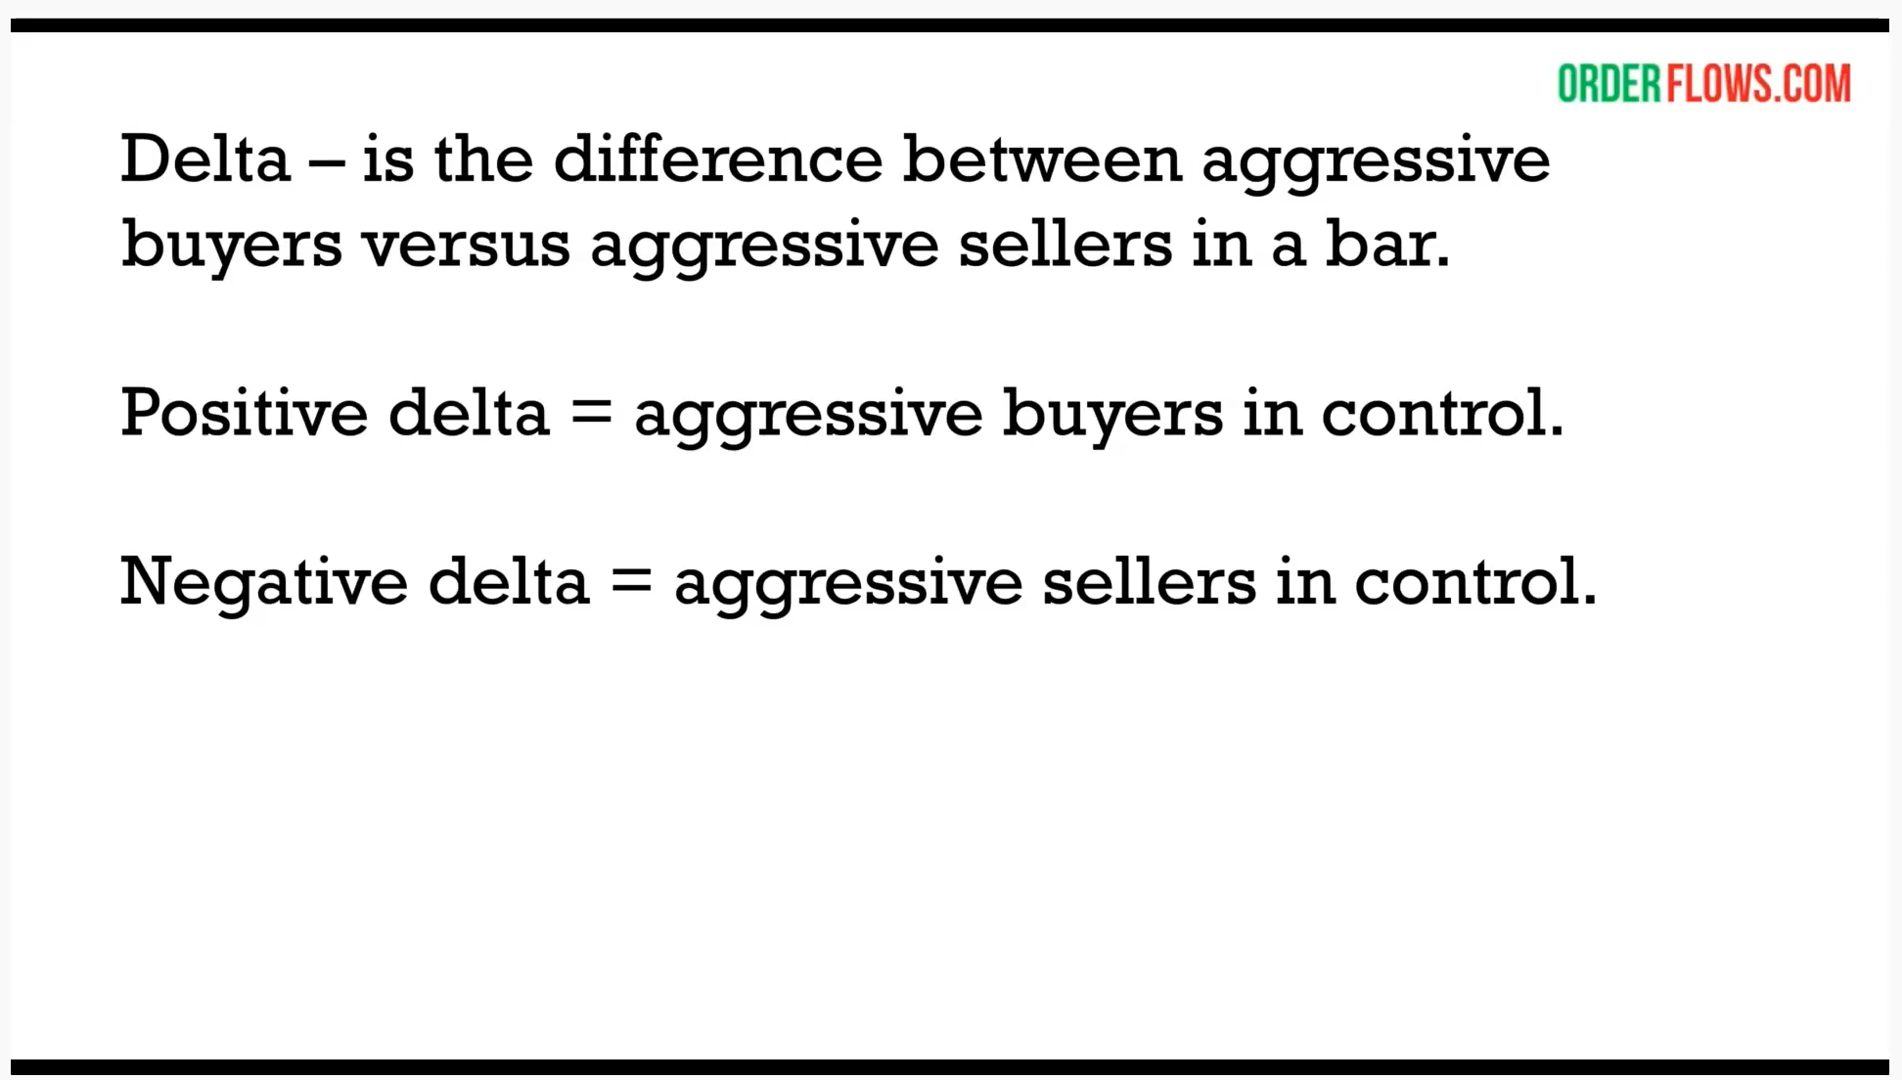 ORDERFLOWS.COM
Delta – is the difference between aggressive
buyers versus aggressive sellers in a bar.
Positive delta = aggressive buyers in control.
Negative delta = aggressive sellers in control.